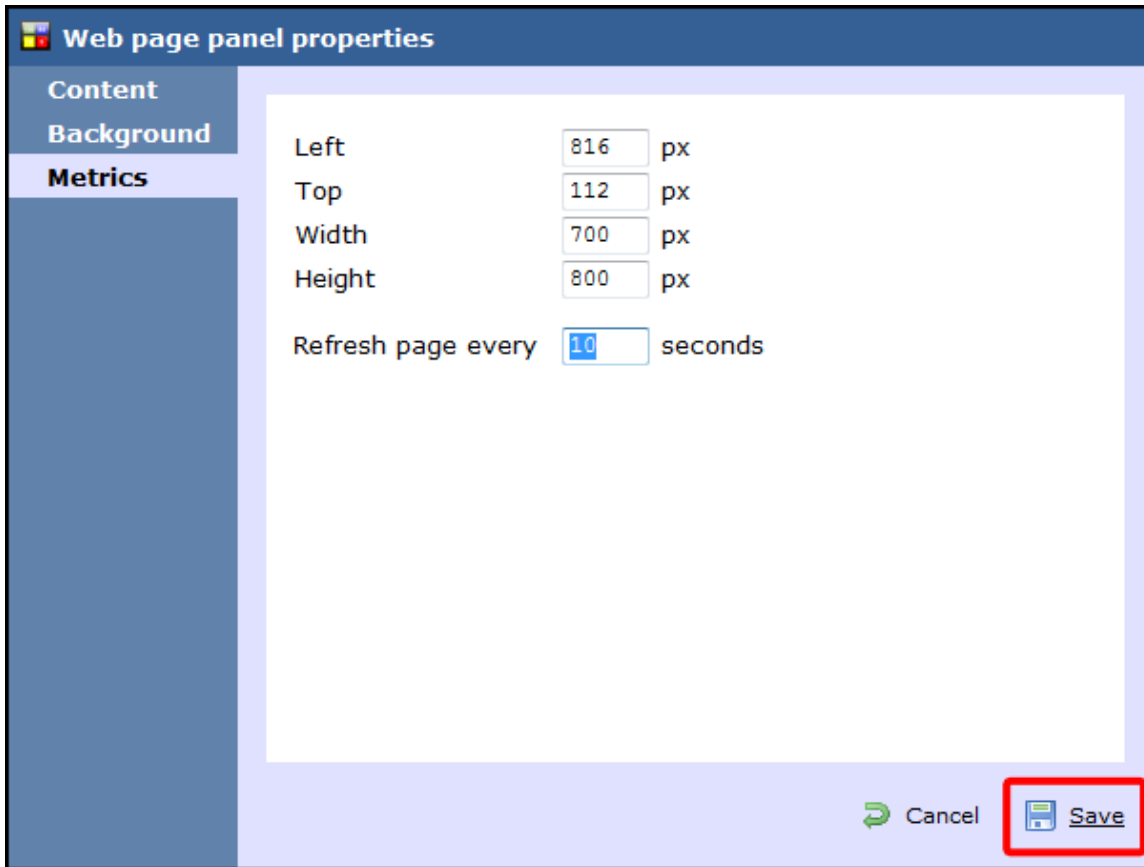 Web page panel properties
Content
Background
Metrics
Left 816 px
Top 112 px
Width 700 px
Height 800 px
Refresh page every 10 seconds
Cancel Save